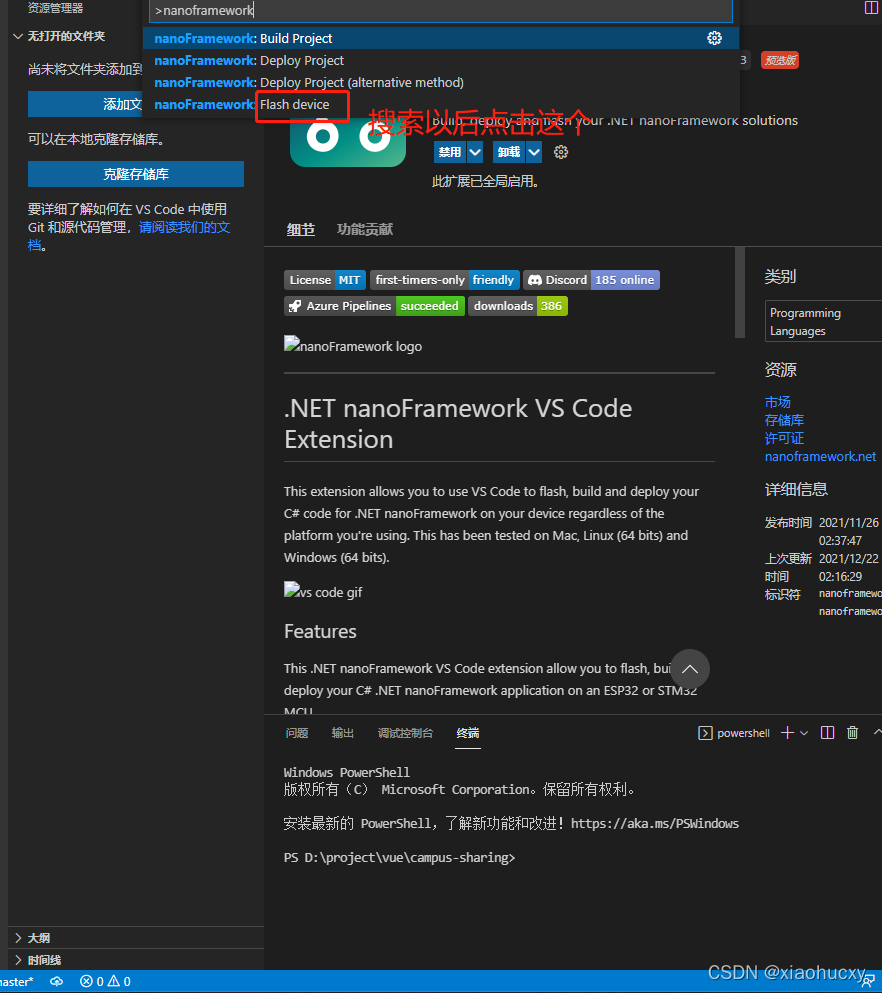 资源管理器
>nanoframework
无打开的文件夹
nanoFramework: Build Project
nanoFramework: Deploy Project
nanoFramework: Deploy Project (alternative method)
nanoFramework: Flash device
搜索以后点击这个
3
预览版
尚未将文件夹添加到
添加文
可以在本地克隆存储库。
克隆存储库
要详细了解如何在 VS Code 中使用
Git 和源代码管理，请阅读我们的文
档。
Build, deploy and flash your .NET nanoFramework solutions
禁用
卸载
此扩展已全局启用。
细节 功能贡献
License MIT first-timers-only friendly Discord 185 online
Azure Pipelines succeeded downloads 386
nanoFramework logo
.NET nanoFramework VS Code
Extension
This extension allows you to use VS Code to flash, build and deploy your
C# code for .NET nanoFramework on your device regardless of the
platform you're using. This has been tested on Mac, Linux (64 bits) and
Windows (64 bits).
vs code gif
Features
This .NET nanoFramework VS Code extension allow you to flash, bui
deploy your C# .NET nanoFramework application on an ESP32 or STM32
MCU
类别
Programming
Languages
资源
市场
存储库
许可证
nanoframework.net
详细信息
发布时间 2021/11/26
02:37:47
上次更新 2021/12/22
时间 02:16:29
标识符 nanoframewo
nanoframewo
问题 输出 调试控制台 终端
powershell
Windows PowerShell
版权所有（C） Microsoft Corporation。保留所有权利。
安装最新的 PowerShell，了解新功能和改进！https://aka.ms/PSWindows
PS D:\project\vue\campus-sharing>
大纲
时间线
master* 0 0
CSDN @xiaohucxy